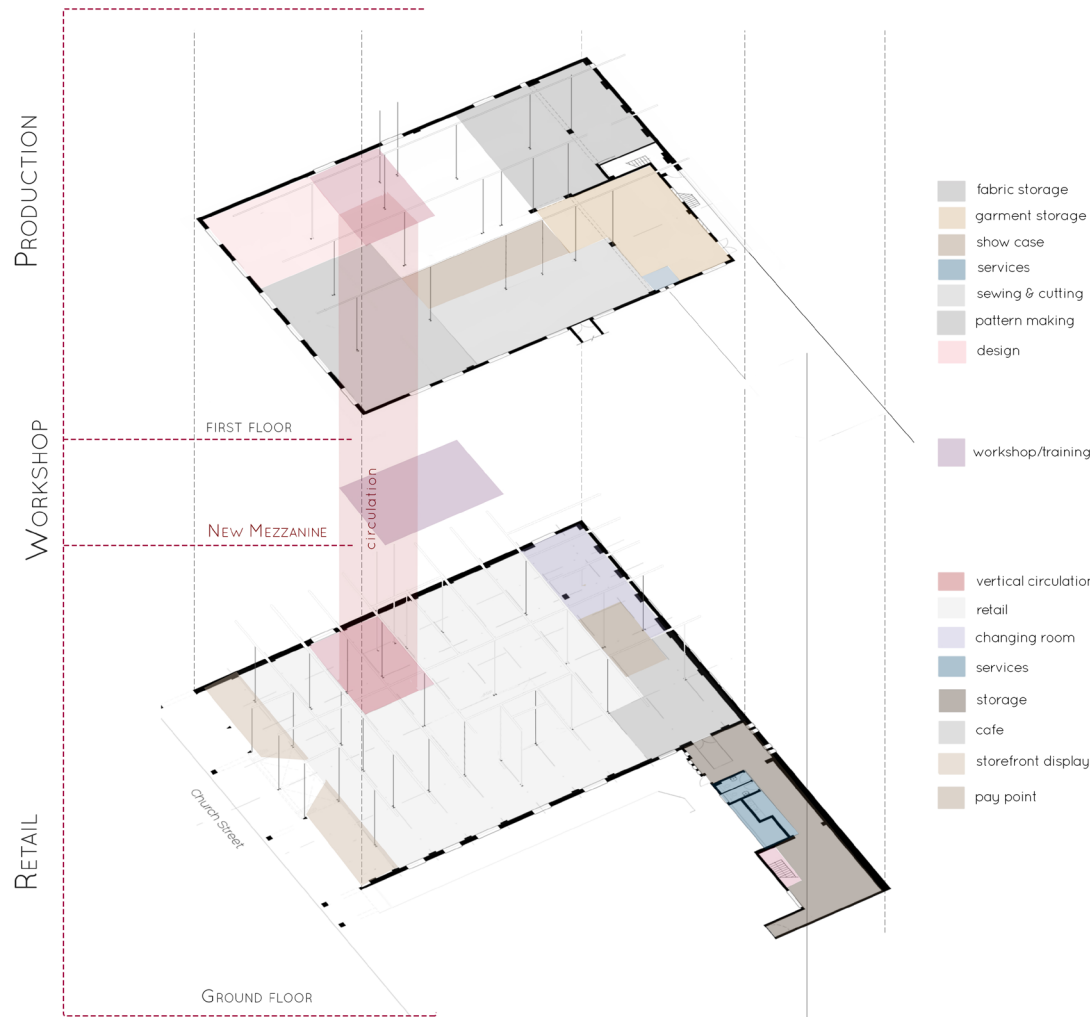 PRODUCTION
fabric storage
garment storage
show case
services
sewing & cutting
pattern making
design
FIRST FLOOR
WORKSHOP
workshop/training
circulation
NEW MEZZANINE
vertical circulation
retail
changing room
services
storage
cafe
storefront display
pay point
Church Street
RETAIL
GROUND FLOOR